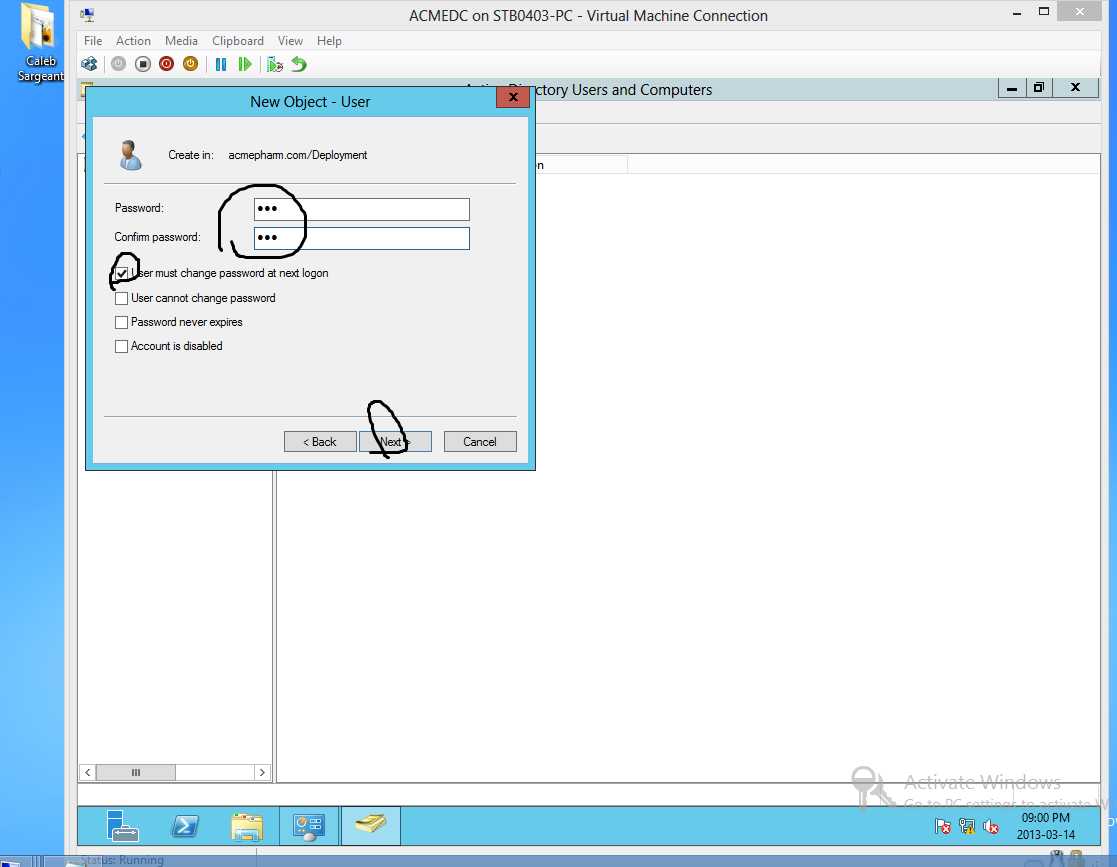 ACMEDC on STB0403-PC - Virtual Machine Connection
Caleb
Sargeant
File Action Media Clipboard View Help
Directory Users and Computers
New Object - User
Create in: acmepharm.com/Deployment
Password: •••
Confirm password: •••
User must change password at next logon
User cannot change password
Password never expires
Account is disabled
< Back Next > Cancel
Activate Windows
Go to PC settings to activate W
09:00 PM
2013-03-14
Status: Running